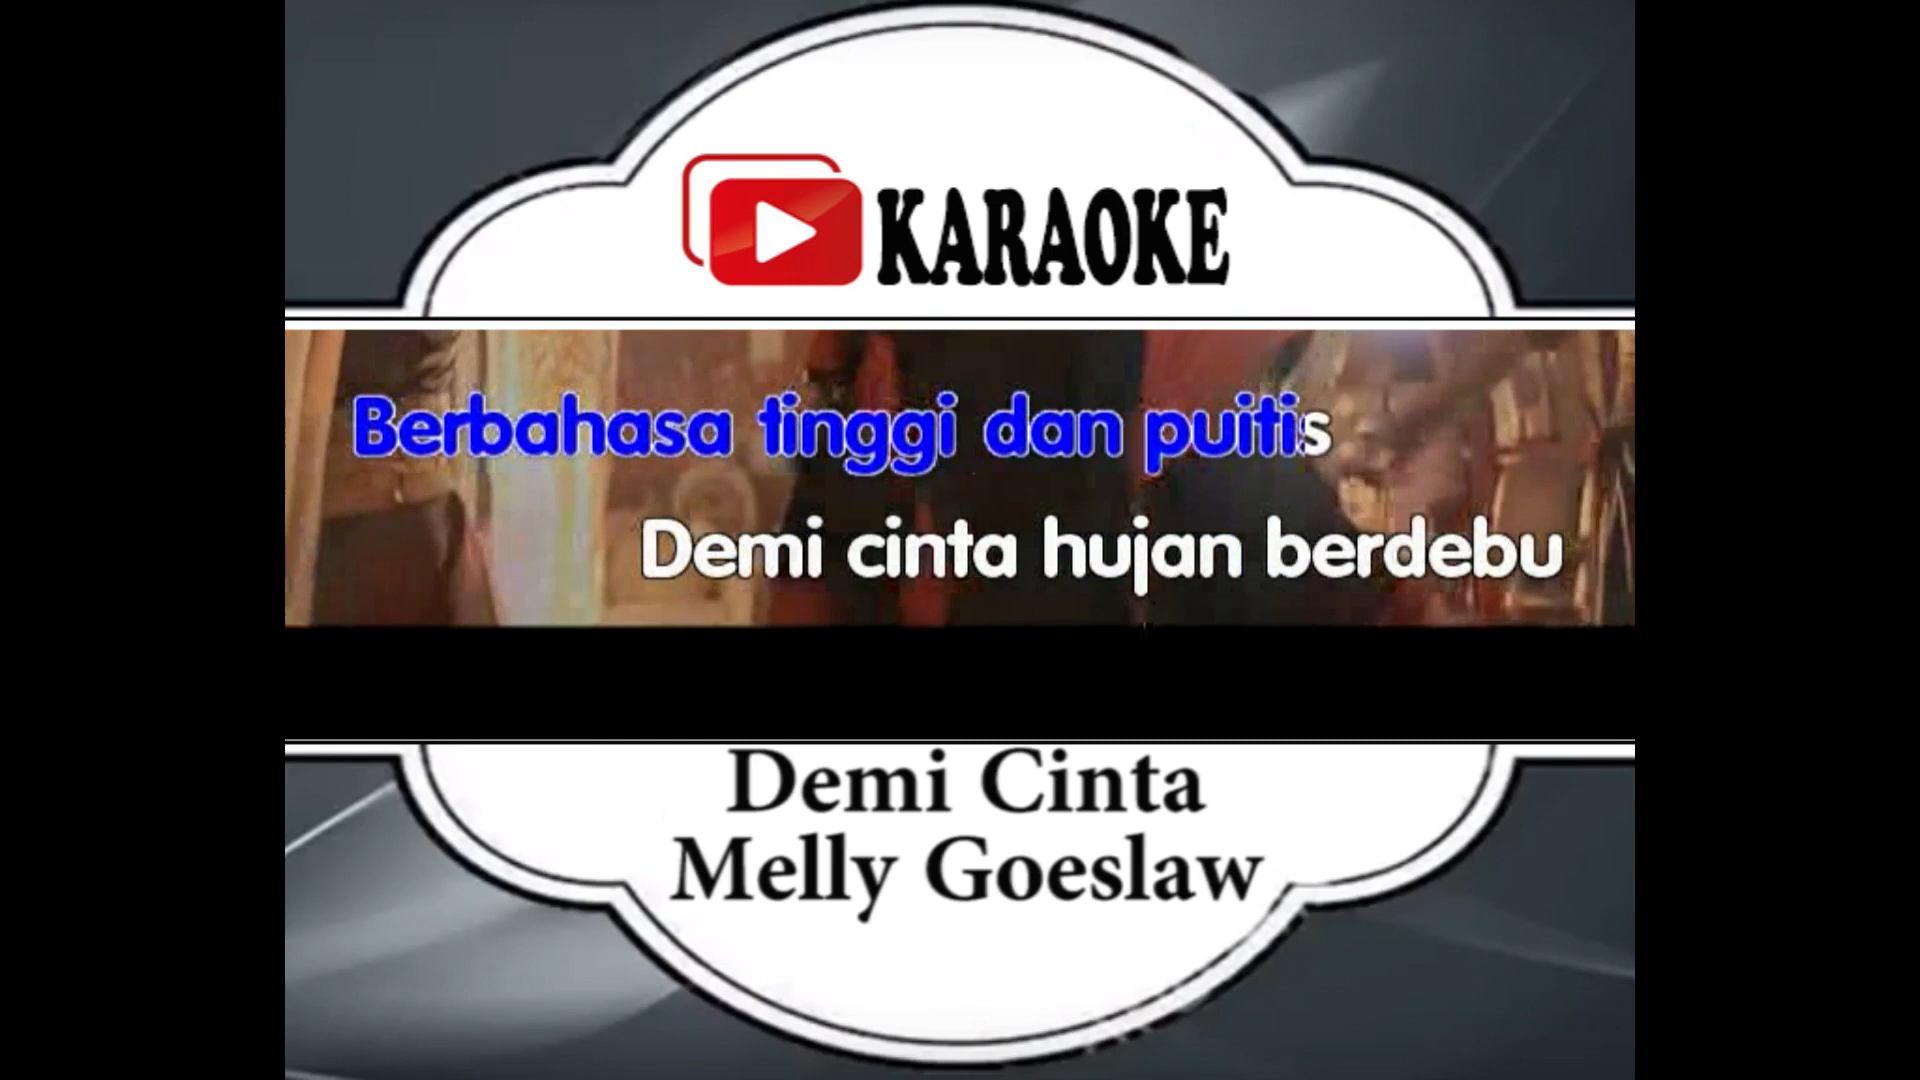 KARAOKE
Berbahasa tinggi dan puitis
Demi cinta hujan berdebu
Demi Cinta
Melly Goeslaw